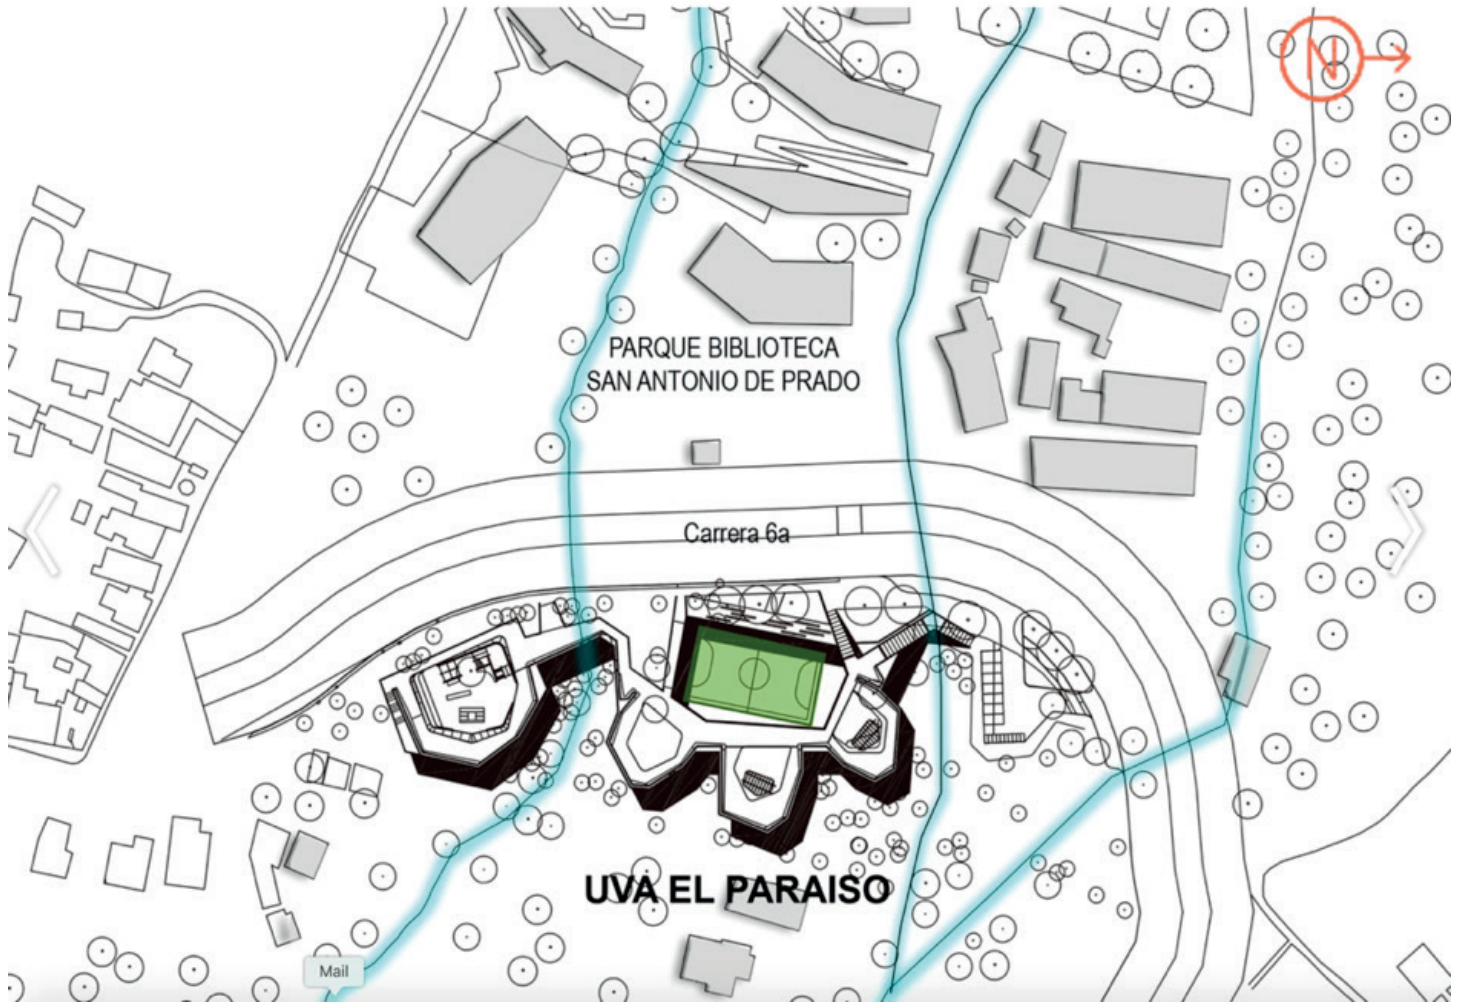 N
PARQUE BIBLIOTECA
SAN ANTONIO DE PRADO
Carrera 6a
UVA EL PARAISO
Mail